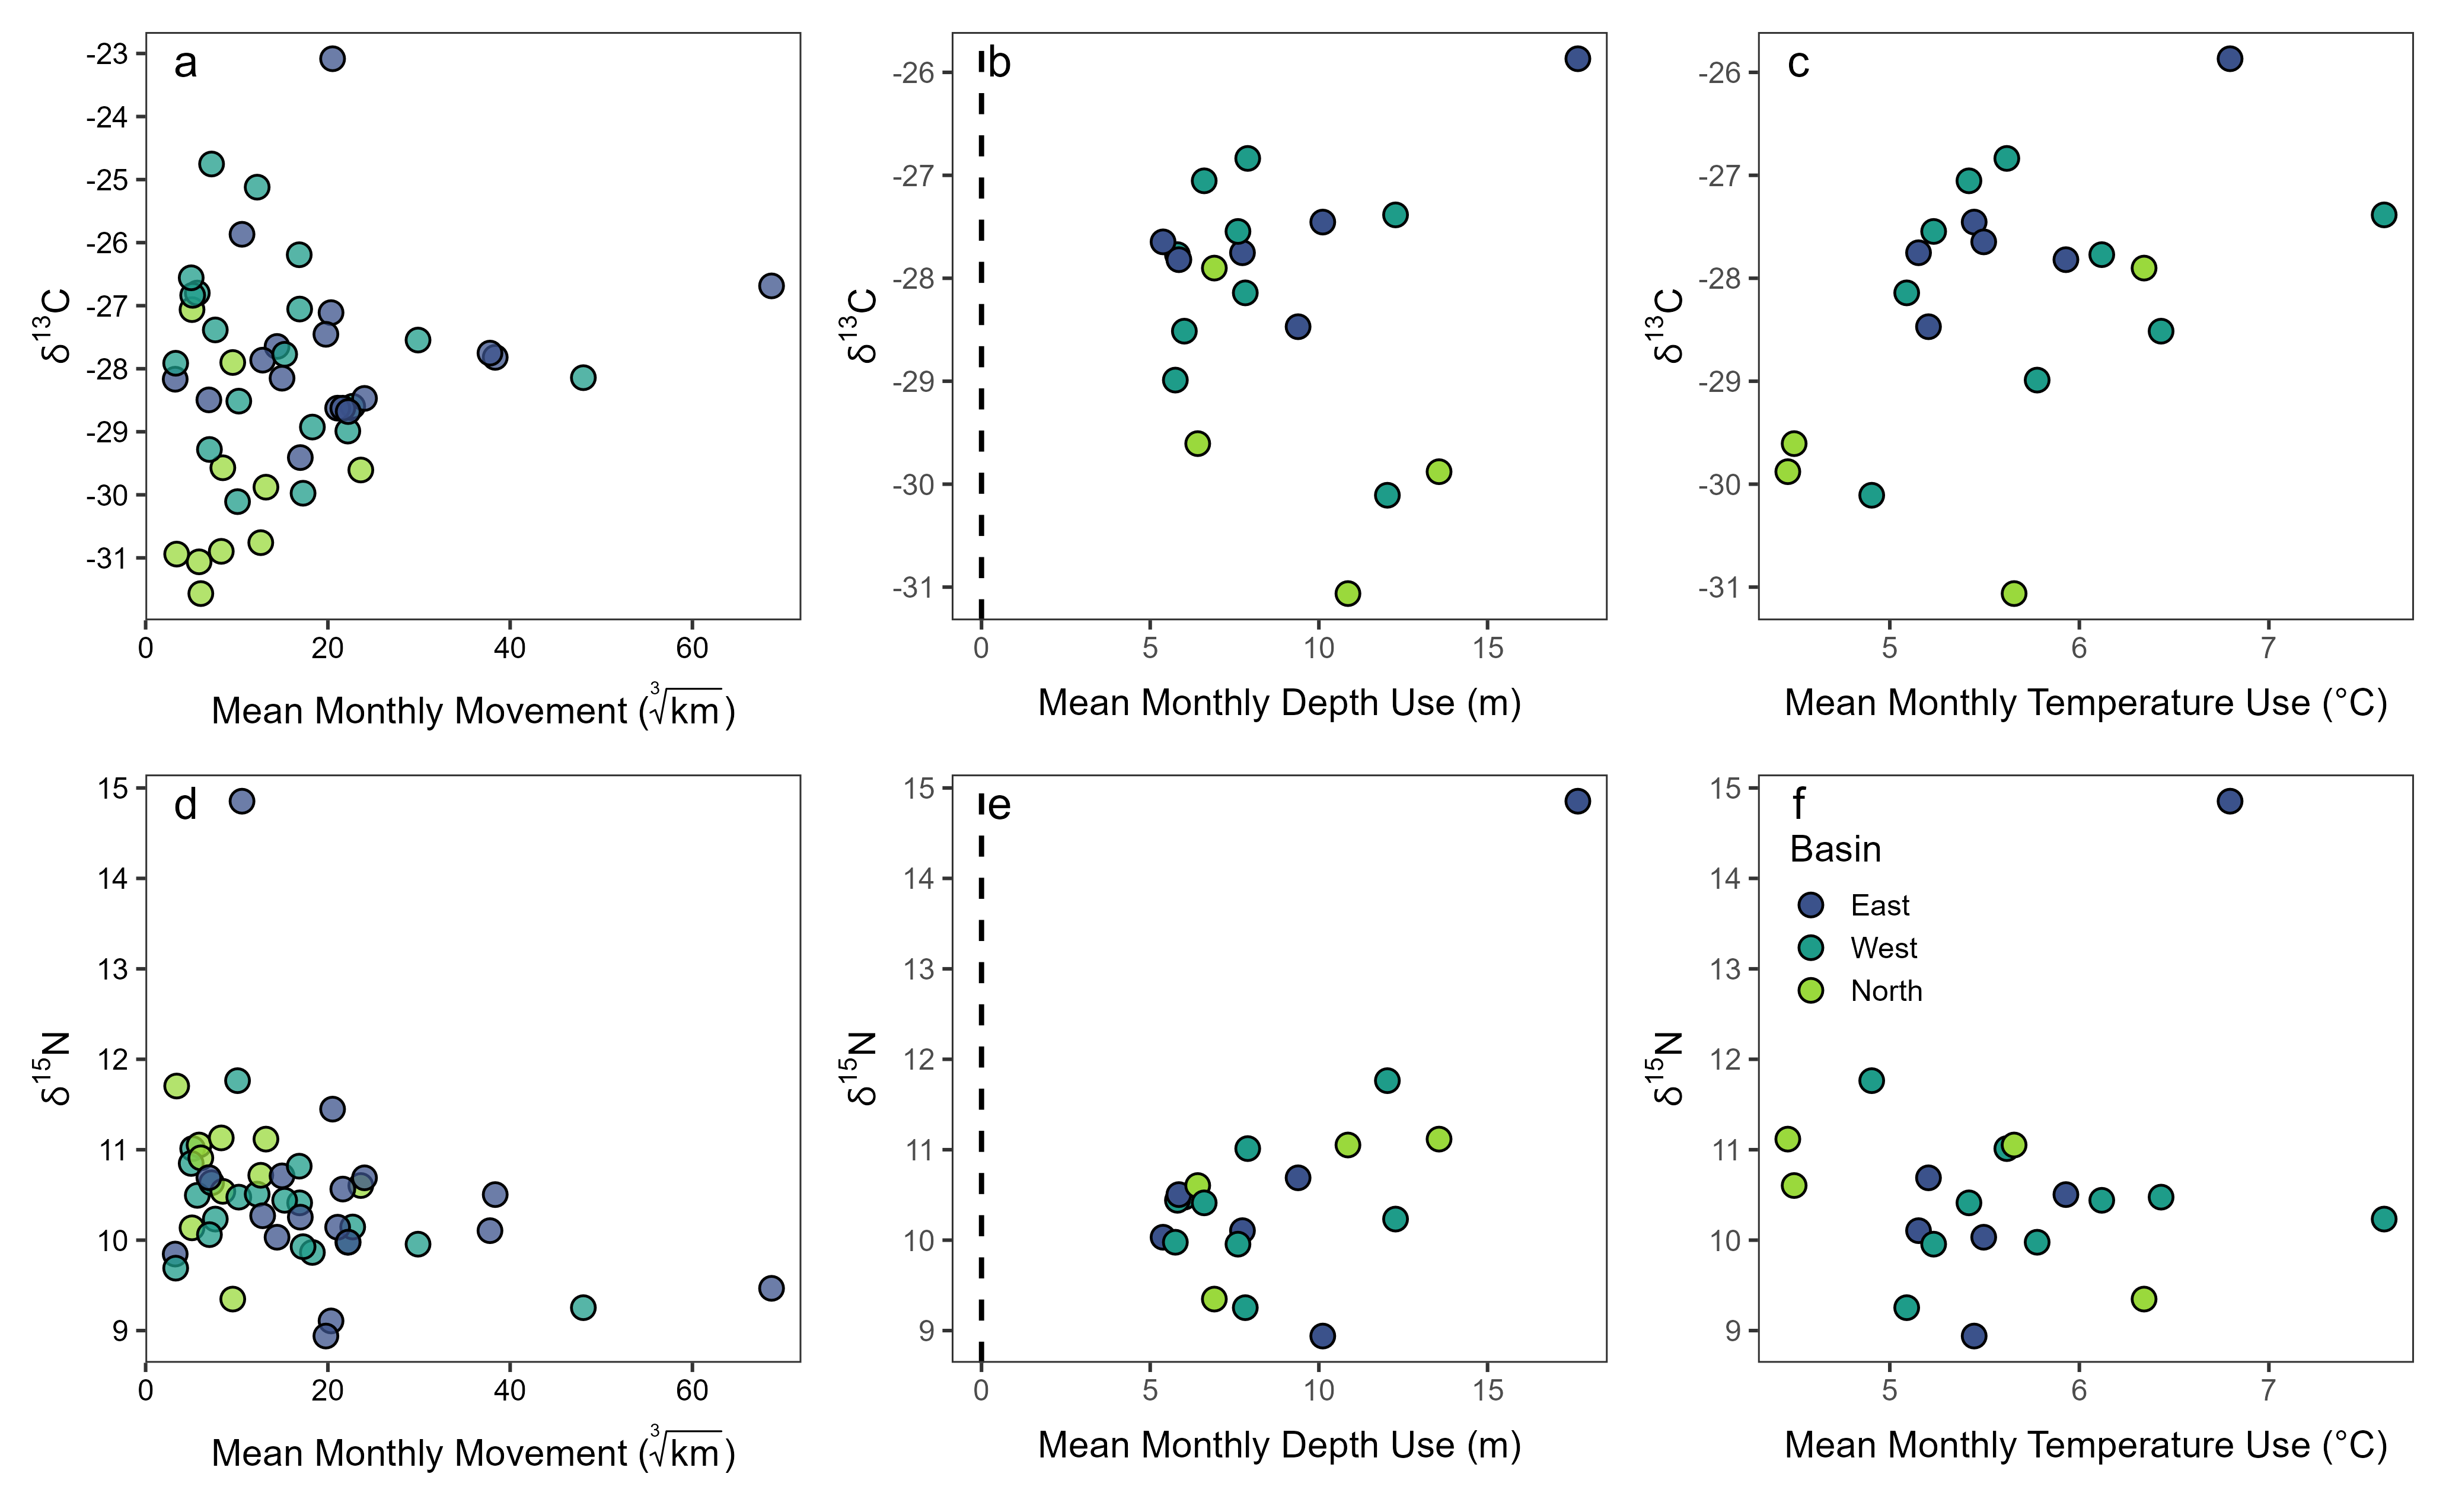 a
-23
-24
-25
-26
-27
-28
-29
-30
-31
δ¹³C
0 20 40 60
Mean Monthly Movement (∛km)
b
-26
-27
-28
-29
-30
-31
δ¹³C
0 5 10 15
Mean Monthly Depth Use (m)
c
-26
-27
-28
-29
-30
-31
δ¹³C
5 6 7
Mean Monthly Temperature Use (°C)
d
15
14
13
12
11
10
9
δ¹⁵N
0 20 40 60
Mean Monthly Movement (∛km)
e
15
14
13
12
11
10
9
δ¹⁵N
0 5 10 15
Mean Monthly Depth Use (m)
f
Basin
East
West
North
15
14
13
12
11
10
9
δ¹⁵N
5 6 7
Mean Monthly Temperature Use (°C)